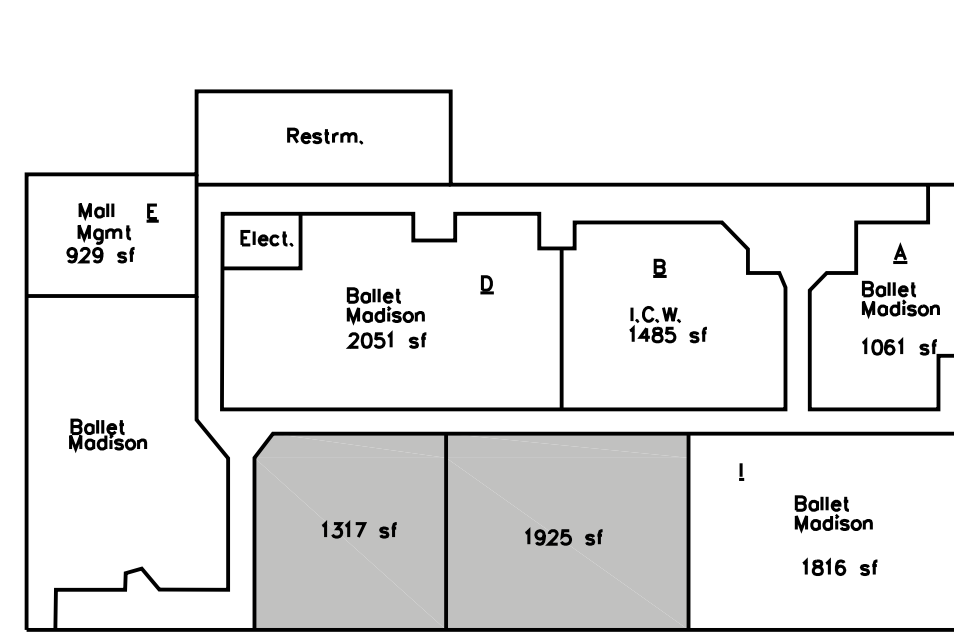 Restrm.
Mall E
Mgmt
929 sf
Elect.
D
Ballet
Madison
2051 sf
B
I.C.W.
1485 sf
A
Ballet
Madison
1061 sf
Ballet
Madison
1317 sf
1925 sf
I
Ballet
Madison
1816 sf